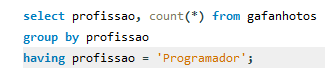 select profissao, count(*) from gafanhotos
group by profissao
having profissao = 'Programador';